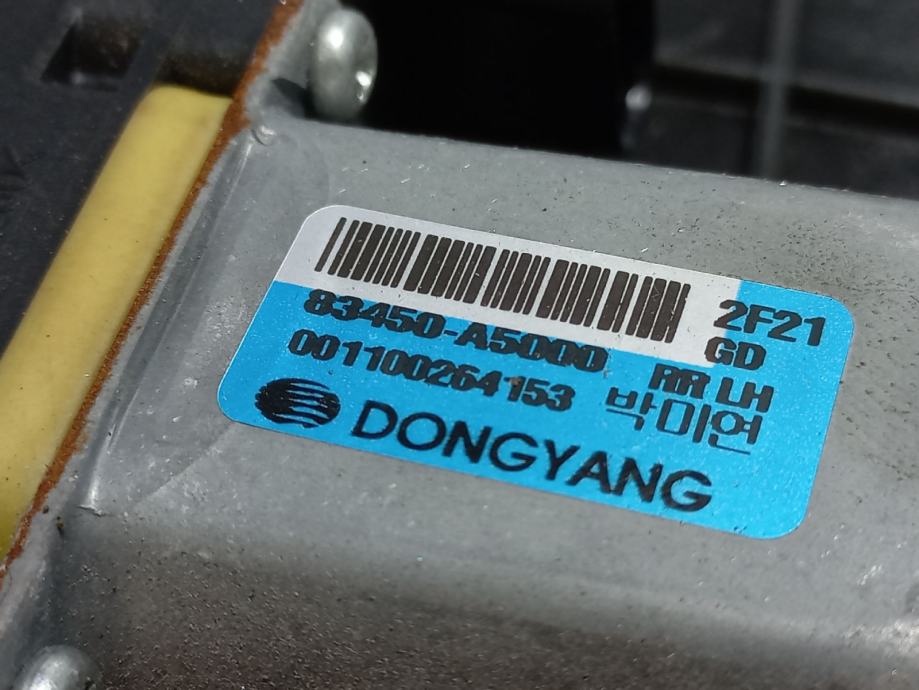 2F21
83450-A5000 GD
001100264153 RR LH
박미연
DONGYANG